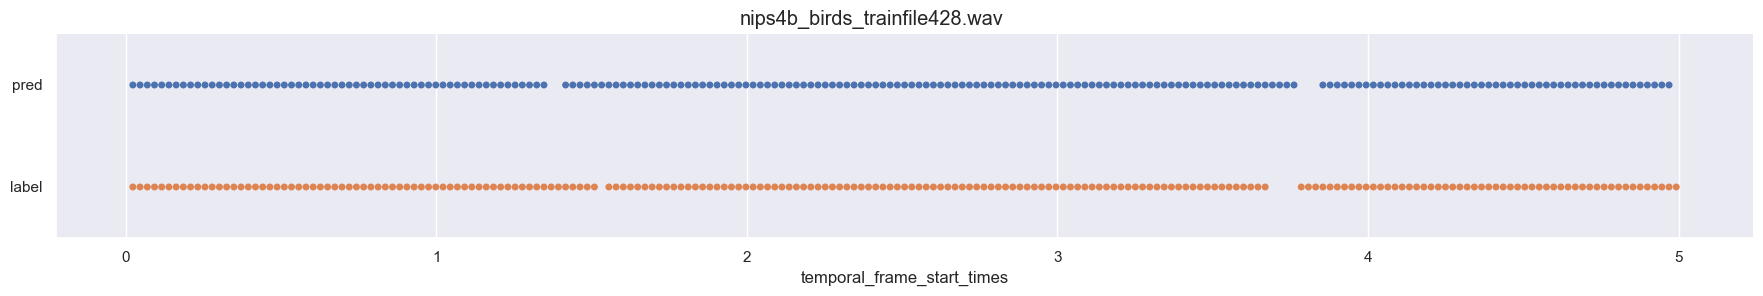 nips4b_birds_trainfile428.wav
pred
label
0 1 2 3 4 5
temporal_frame_start_times